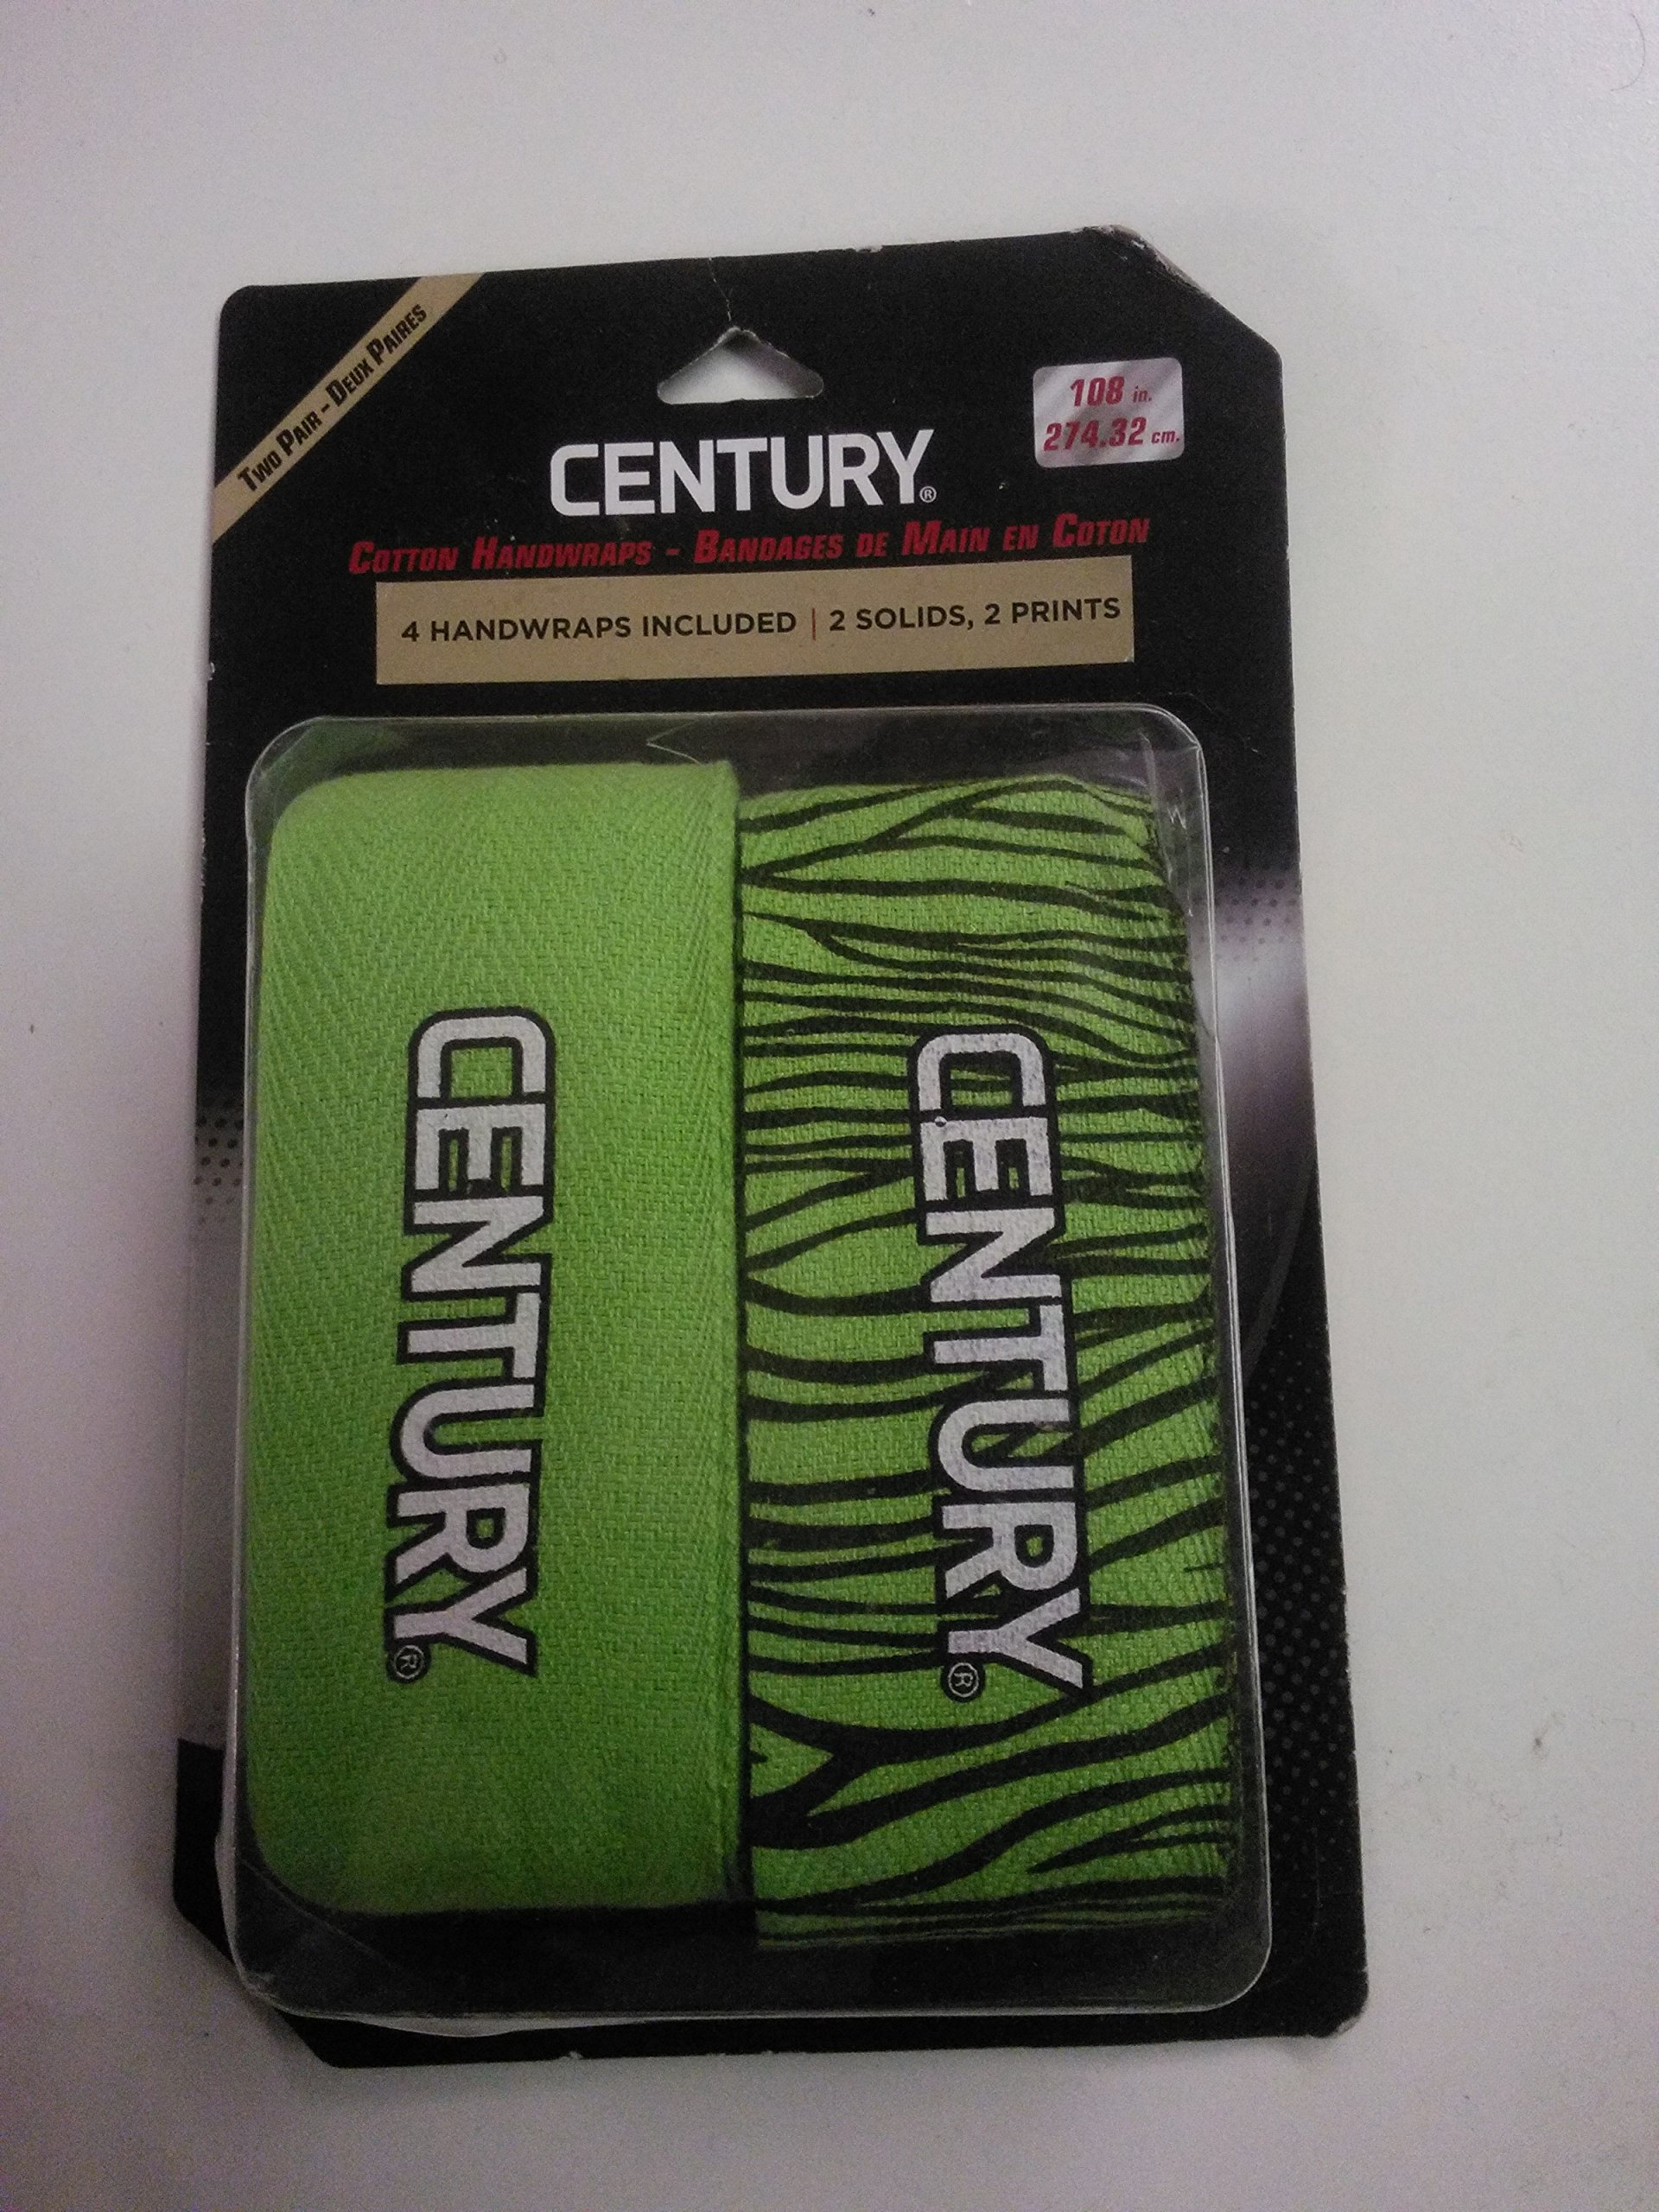 Two Pair - Deux Paires
108 in.
274.32 cm.
CENTURY®
Cotton Handwraps - Bandages de Main en Coton
4 HANDWRAPS INCLUDED | 2 SOLIDS, 2 PRINTS
CENTURY®
CENTURY®